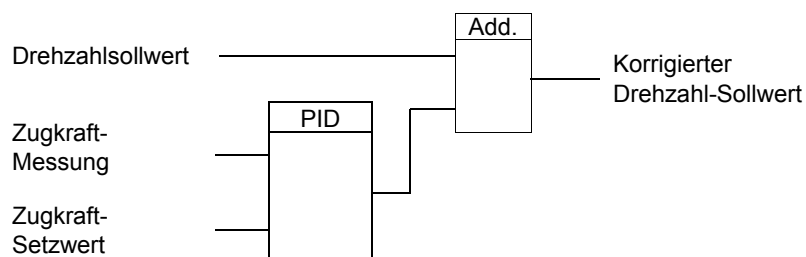 Add.
Drehzahlsollwert
Korrigierter
Drehzahl-Sollwert
PID
Zugkraft-
Messung
Zugkraft-
Setzwert